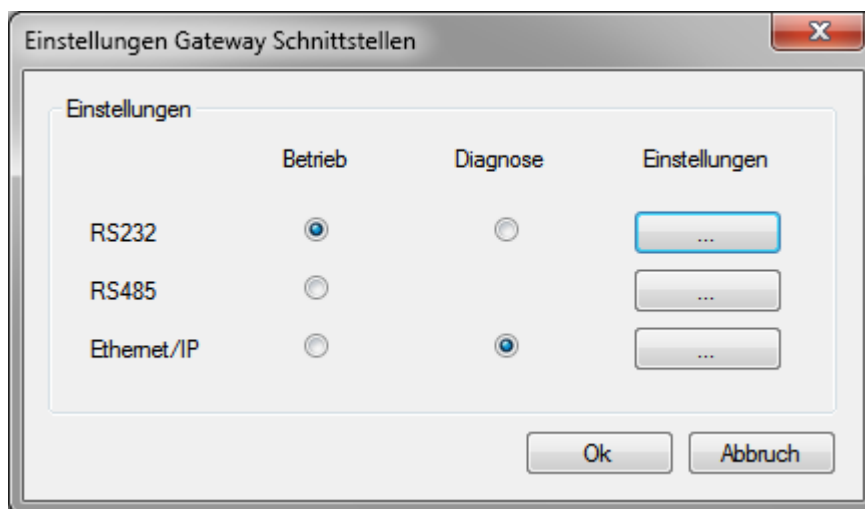 Einstellungen Gateway Schnittstellen
Einstellungen
Betrieb Diagnose Einstellungen
RS232 ...
RS485 ...
Ethernet/IP ...
Ok Abbruch